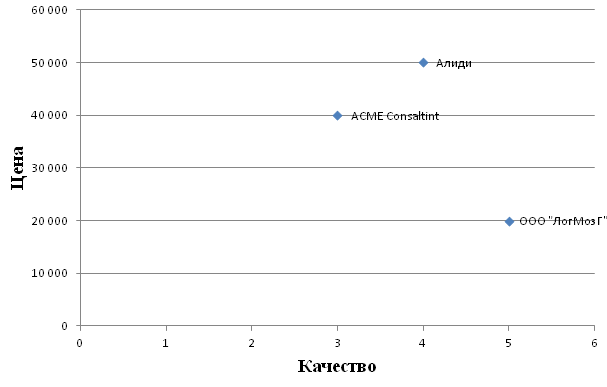 60 000
50 000
Алиди
40 000
ACME Consaltint
Цена
30 000
20 000
ООО "ЛогМозГ"
10 000
0
0 1 2 3 4 5 6
Качество